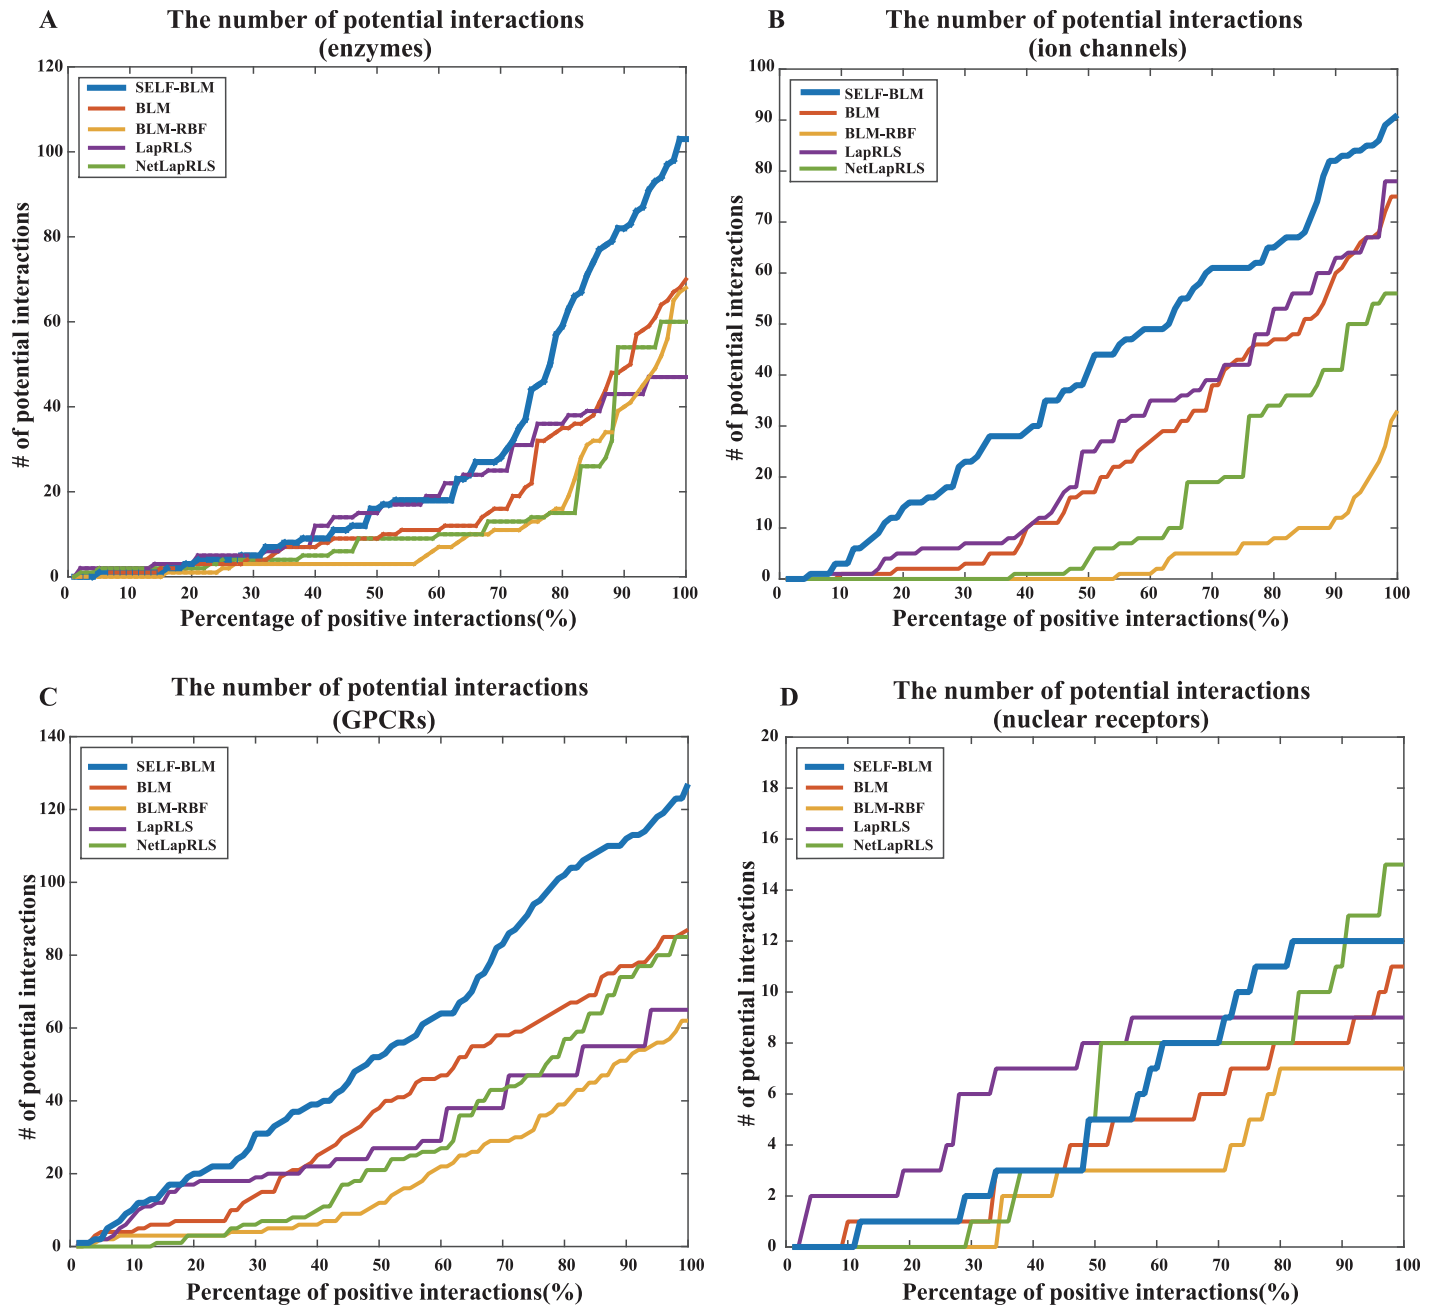 A
The number of potential interactions
(enzymes)
120
100
80
60
40
20
0
# of potential interactions
SELF-BLM
BLM
BLM-RBF
LapRLS
NetLapRLS
0 10 20 30 40 50 60 70 80 90 100
Percentage of positive interactions(%)
B
The number of potential interactions
(ion channels)
100
90
80
70
60
50
40
30
20
10
0
# of potential interactions
SELF-BLM
BLM
BLM-RBF
LapRLS
NetLapRLS
0 10 20 30 40 50 60 70 80 90 100
Percentage of positive interactions(%)
C
The number of potential interactions
(GPCRs)
140
120
100
80
60
40
20
0
# of potential interactions
SELF-BLM
BLM
BLM-RBF
LapRLS
NetLapRLS
0 10 20 30 40 50 60 70 80 90 100
Percentage of positive interactions(%)
D
The number of potential interactions
(nuclear receptors)
20
18
16
14
12
10
8
6
4
2
0
# of potential interactions
SELF-BLM
BLM
BLM-RBF
LapRLS
NetLapRLS
0 10 20 30 40 50 60 70 80 90 100
Percentage of positive interactions(%)